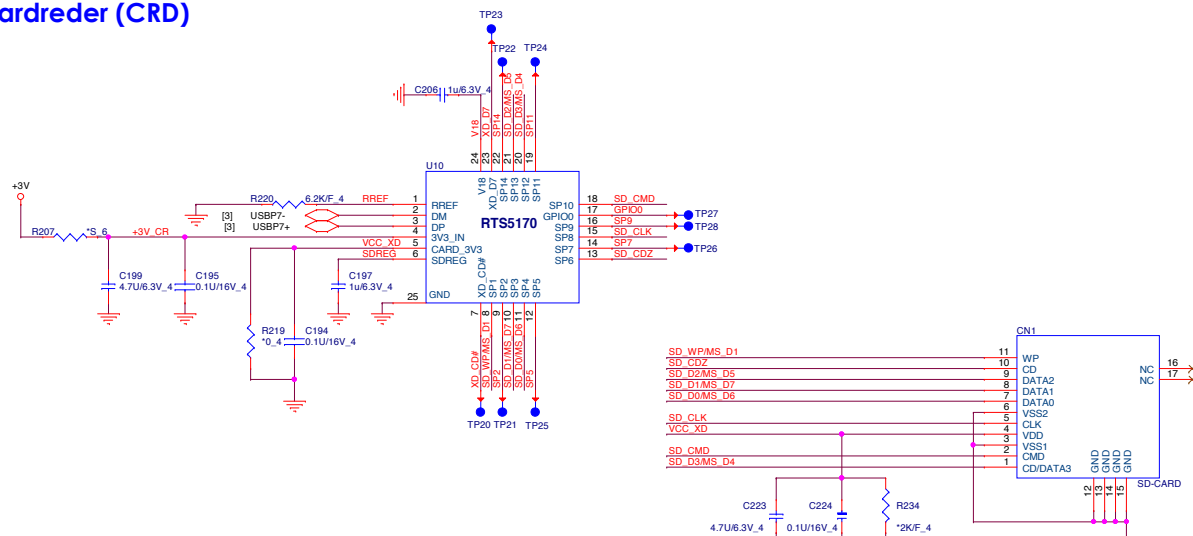 ardreder (CRD)
TP23
TP22 TP24
C206 1u/6.3V_4
V18
XD_D7
SP14
SD_D2/MS_D5
SD_D3/MS_D4
SP11
24 23 22 21 20 19
U10
V18
XD_D7
SP14
SP13
SP12
SP11
+3V
R207 *S_6 +3V_CR
R220 6.2K/F_4 RREF 1 RREF
[3] USBP7- 2 DM
[3] USBP7+ 3 DP
4 3V3_IN
VCC_XD 5 CARD_3V3
SDREG 6 SDREG
25 GND
RTS5170
SP10 18 SD_CMD
GPIO0 17 GPIO0 TP27
SP9 16 SP9 TP28
SP8 15 SD_CLK
SP7 14 SP7 TP26
SP6 13 SD_CDZ
C199
4.7U/6.3V_4
C195
0.1U/16V_4
C197
1u/6.3V_4
R219
*0_4
C194
0.1U/16V_4
XD_CD#
SP1
SP2
SP3
SP4
SP5
7 8 9 10 11 12
XD_CD#
SD_WP/MS_D1
SP2
SD_D1/MS_D7
SD_D0/MS_D6
SP5
TP20 TP21 TP25
CN1
SD_WP/MS_D1 11 WP
SD_CDZ 10 CD
SD_D2/MS_D5 9 DATA2
SD_D1/MS_D7 8 DATA1
SD_D0/MS_D6 7 DATA0
6 VSS2
SD_CLK 5 CLK
VCC_XD 4 VDD
3 VSS1
SD_CMD 2 CMD
SD_D3/MS_D4 1 CD/DATA3
NC 16
NC 17
GND
GND
GND
GND
12 13 14 15
SD-CARD
C223
4.7U/6.3V_4
C224
0.1U/16V_4
R234
*2K/F_4